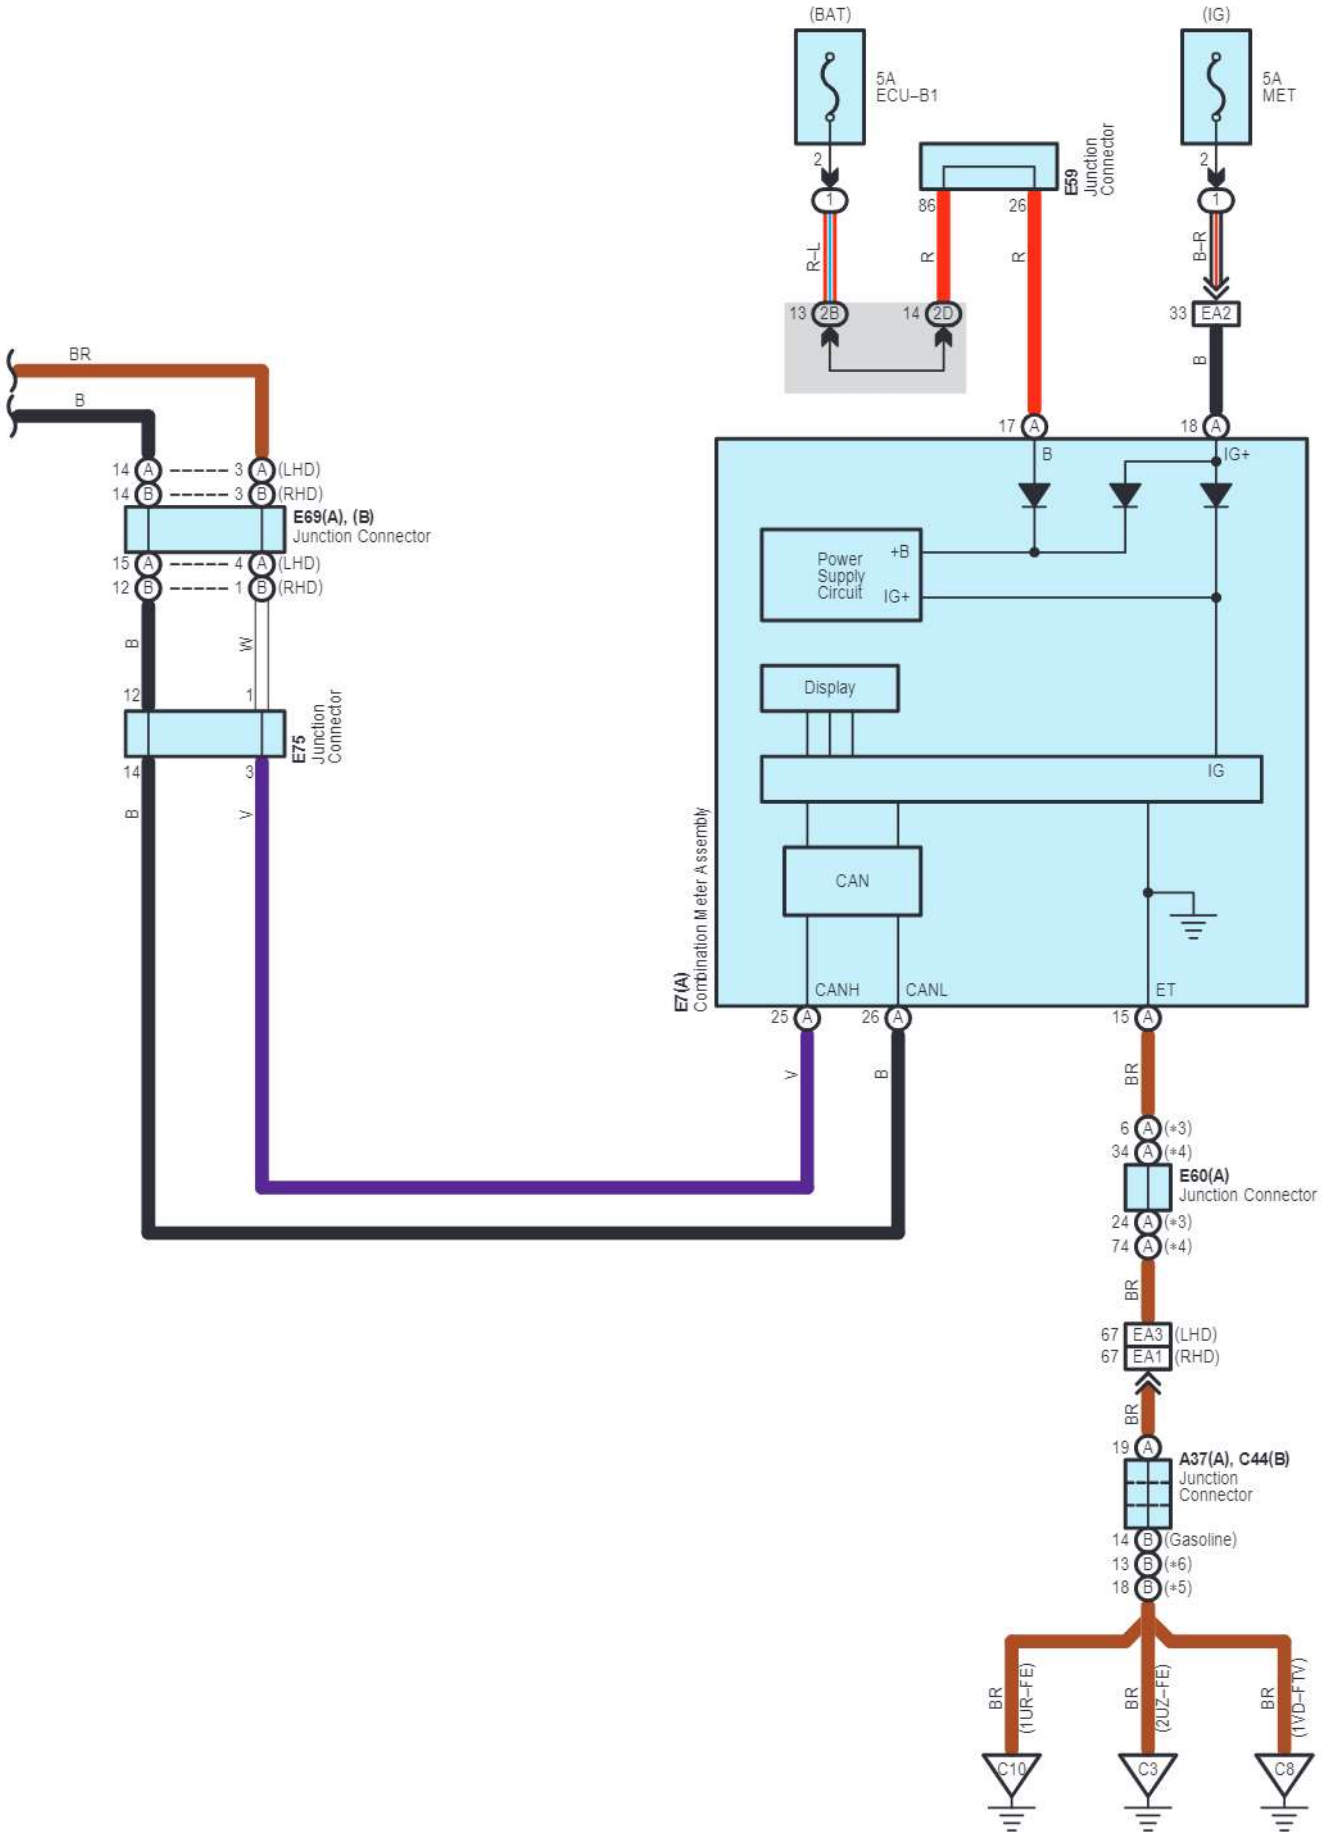 (BAT)
(IG)
5A
ECU–B1
5A
MET
2
2
1
1
E59
Junction
Connector
86
26
R–L
R
R
B–R
13
2B
14
2D
33
EA2
B
BR
B
17
A
18
A
B
IG+
14
A
3
A
(LHD)
14
B
3
B
(RHD)
E69(A), (B)
Junction Connector
15
A
4
A
(LHD)
12
B
1
B
(RHD)
Power
Supply
Circuit
+B
IG+
B
W
12
1
Display
E75
Junction
Connector
14
3
IG
B
V
CAN
E7(A)
Combination Meter Assembly
CANH
CANL
ET
25
A
26
A
15
A
V
B
BR
6
A
(*3)
34
A
(*4)
E60(A)
Junction Connector
24
A
(*3)
74
A
(*4)
BR
67
EA3
(LHD)
67
EA1
(RHD)
BR
19
A
A37(A), C44(B)
Junction
Connector
14
B
(Gasoline)
13
B
(*6)
18
B
(*5)
BR
(1UR–FE)
BR
(2UZ–FE)
BR
(1VD–FTV)
C10
C3
C8